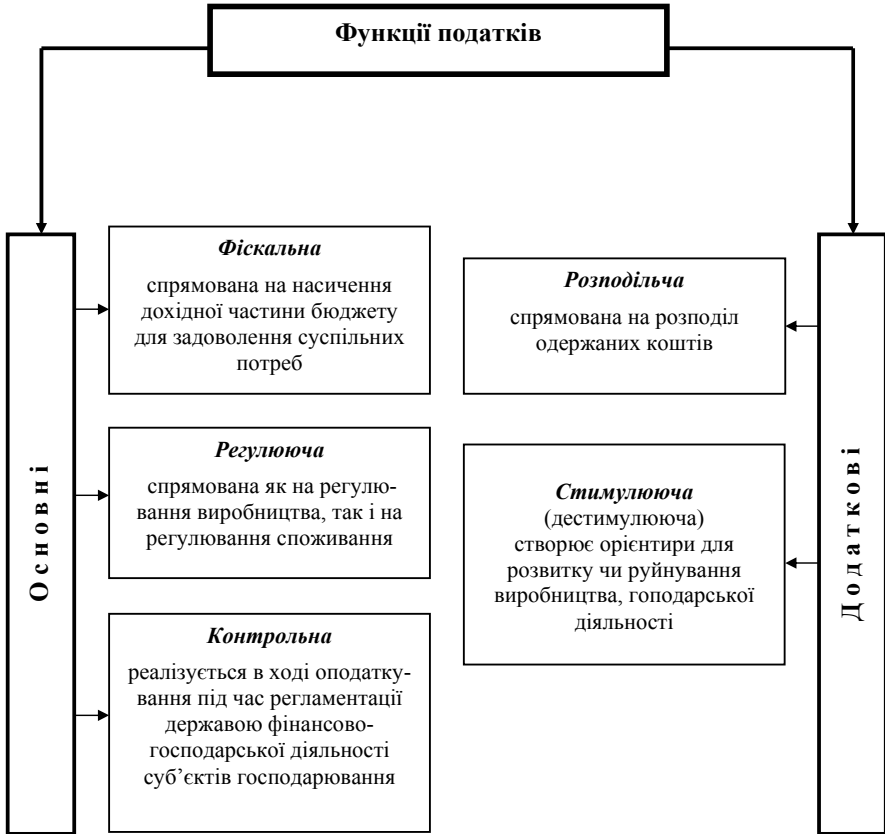 Функції податків
Основні
Фіскальна
спрямована на насичення
дохідної частини бюджету
для задоволення суспільних
потреб
Регулююча
спрямована як на регулю-
вання виробництва, так і на
регулювання споживання
Контрольна
реалізується в ході оподатку-
вання під час регламентації
державою фінансово-
господарської діяльності
суб’єктів господарювання
Розподільча
спрямована на розподіл
одержаних коштів
Стимулююча
(дестимулююча)
створює орієнтири для
розвитку чи руйнування
виробництва, гоподарської
діяльності
Додаткові